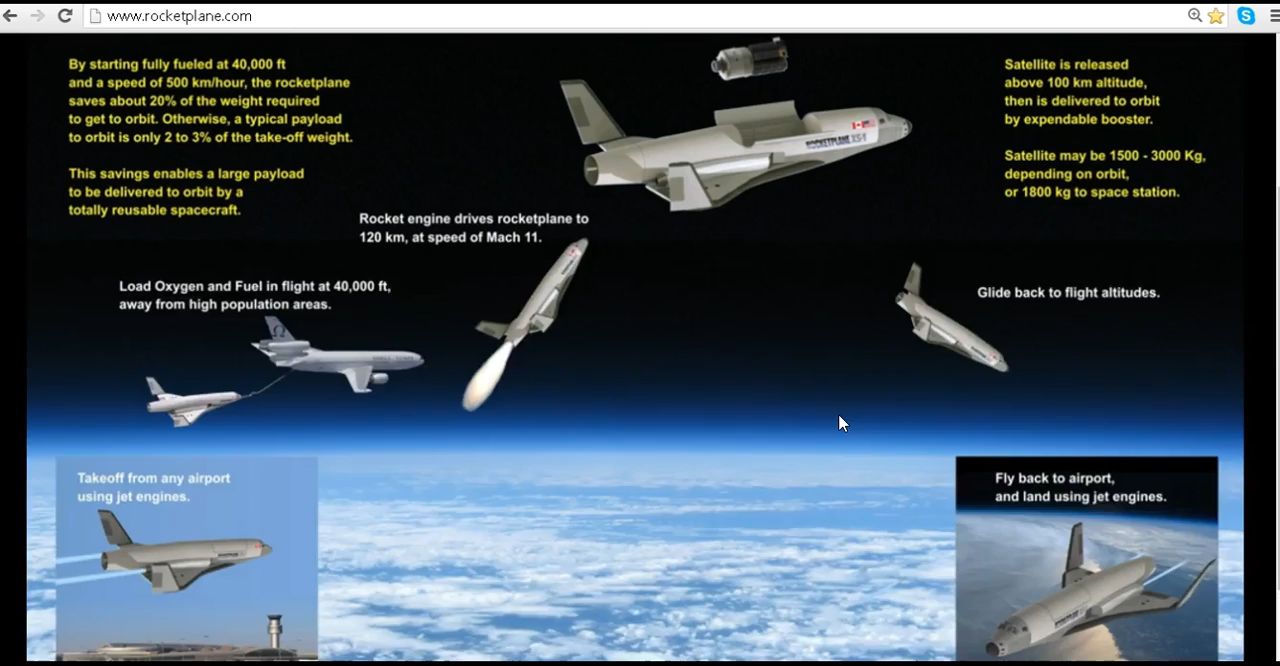 www.rocketplane.com
By starting fully fueled at 40,000 ft
and a speed of 500 km/hour, the rocketplane
saves about 20% of the weight required
to get to orbit. Otherwise, a typical payload
to orbit is only 2 to 3% of the take-off weight.
This savings enables a large payload
to be delivered to orbit by a
totally reusable spacecraft.
Satellite is released
above 100 km altitude,
then is delivered to orbit
by expendable booster.
Satellite may be 1500 - 3000 Kg,
depending on orbit,
or 1800 kg to space station.
ROCKETPLANE XS-1
Rocket engine drives rocketplane to
120 km, at speed of Mach 11.
Load Oxygen and Fuel in flight at 40,000 ft,
away from high population areas.
Glide back to flight altitudes.
Takeoff from any airport
using jet engines.
Fly back to airport,
and land using jet engines.